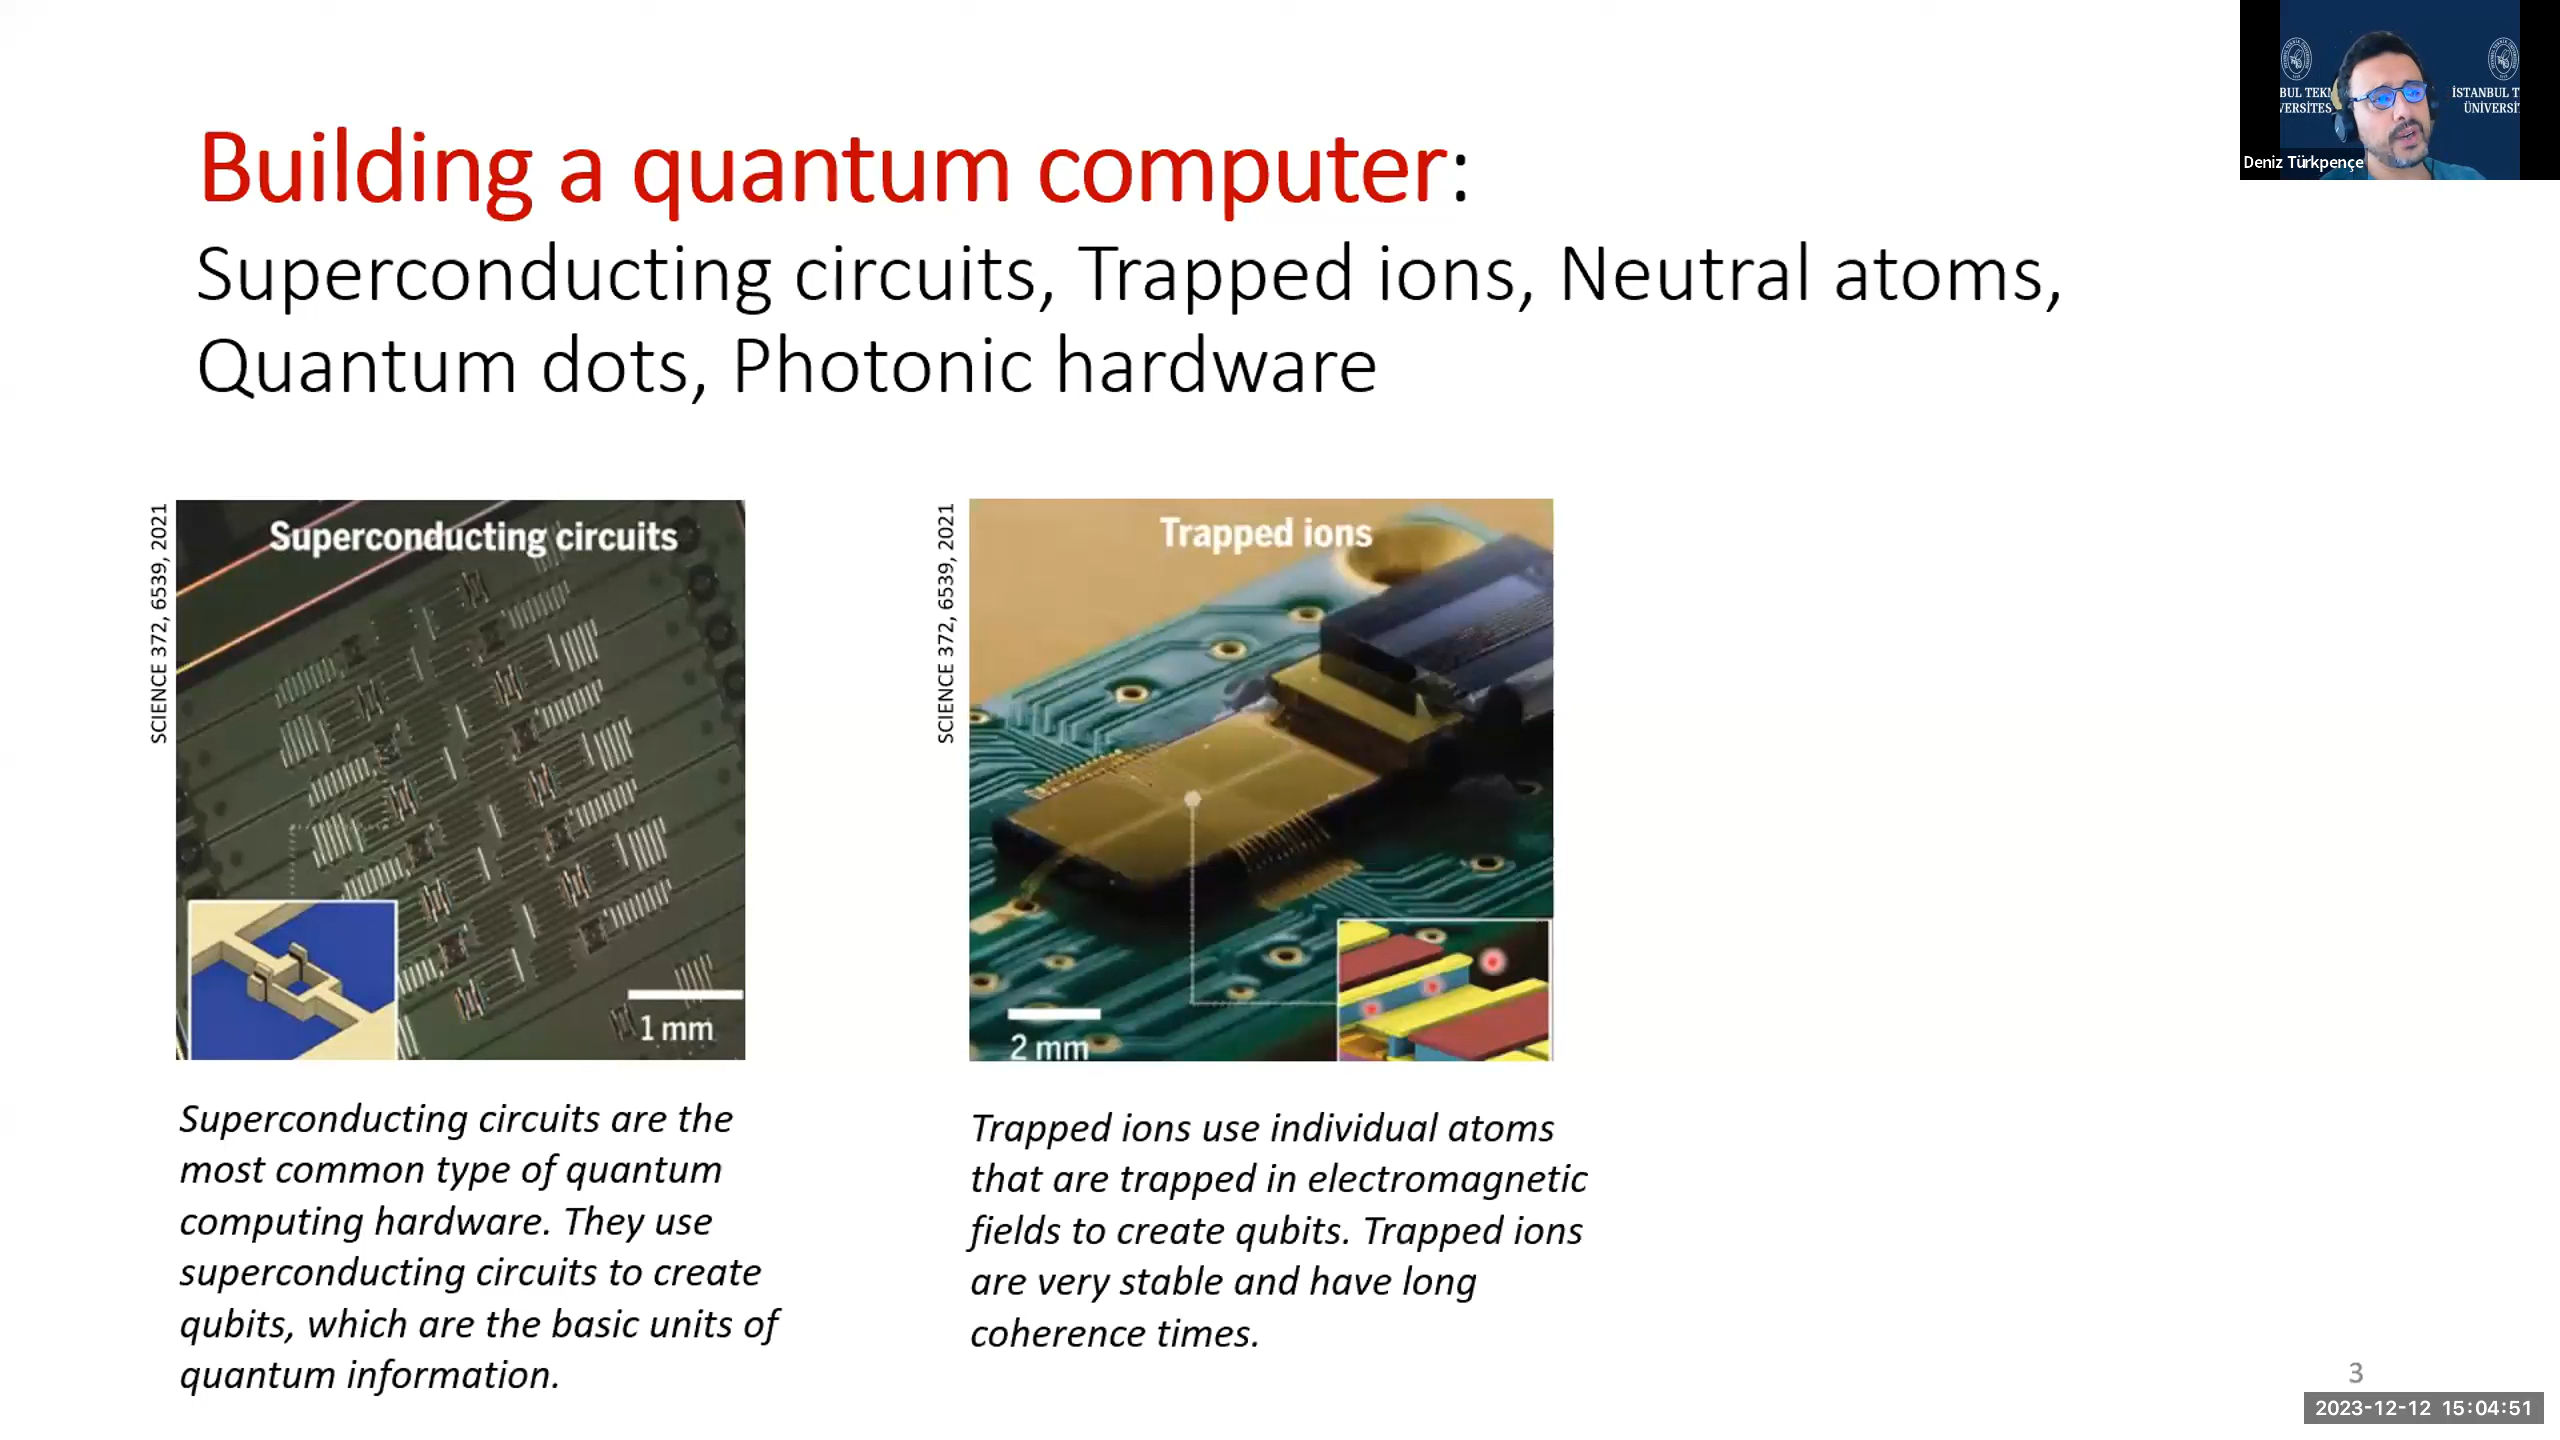 Building a quantum computer:
Superconducting circuits, Trapped ions, Neutral atoms,
Quantum dots, Photonic hardware
BUL TEKN
VERSİTES
İSTANBUL T
ÜNİVERSİT
Deniz Türkpençe
SCIENCE 372, 6539, 2021
Superconducting circuits
1 mm
SCIENCE 372, 6539, 2021
Trapped ions
2 mm
Superconducting circuits are the
most common type of quantum
computing hardware. They use
superconducting circuits to create
qubits, which are the basic units of
quantum information.
Trapped ions use individual atoms
that are trapped in electromagnetic
fields to create qubits. Trapped ions
are very stable and have long
coherence times.
3
2023-12-12 15:04:51